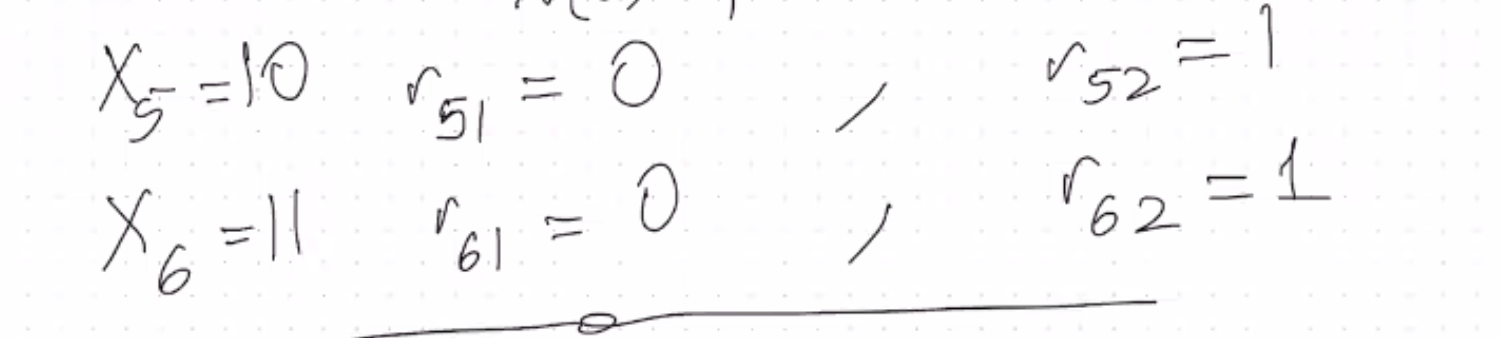 X₅ = 10 r₅₁ = 0 , r₅₂ = 1
X₆ = 11 r₆₁ = 0 , r₆₂ = 1